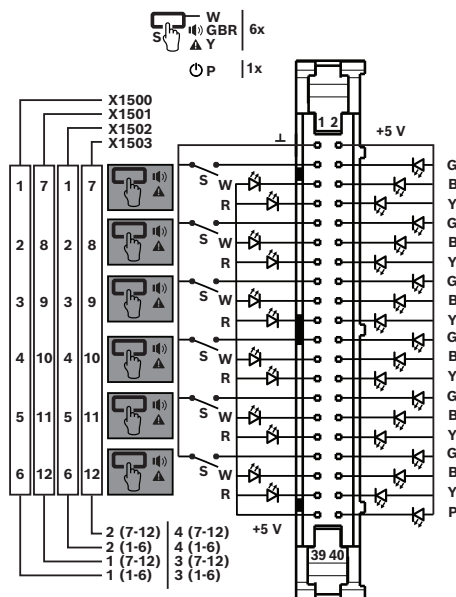 W
S GBR 6x
Y
P 1x
X1500
X1501
X1502
X1503
1 2
⊥ +5 V
1 7 1 7
2 8 2 8
3 9 3 9
4 10 4 10
5 11 5 11
6 12 6 12
G
S W B
R Y
G
S W B
R Y
G
S W B
R Y
G
S W B
R Y
G
S W B
R Y
G
S W B
R Y
P
+5 V
39 40
2 (7-12) 4 (7-12)
2 (1-6) 4 (1-6)
1 (7-12) 3 (7-12)
1 (1-6) 3 (1-6)